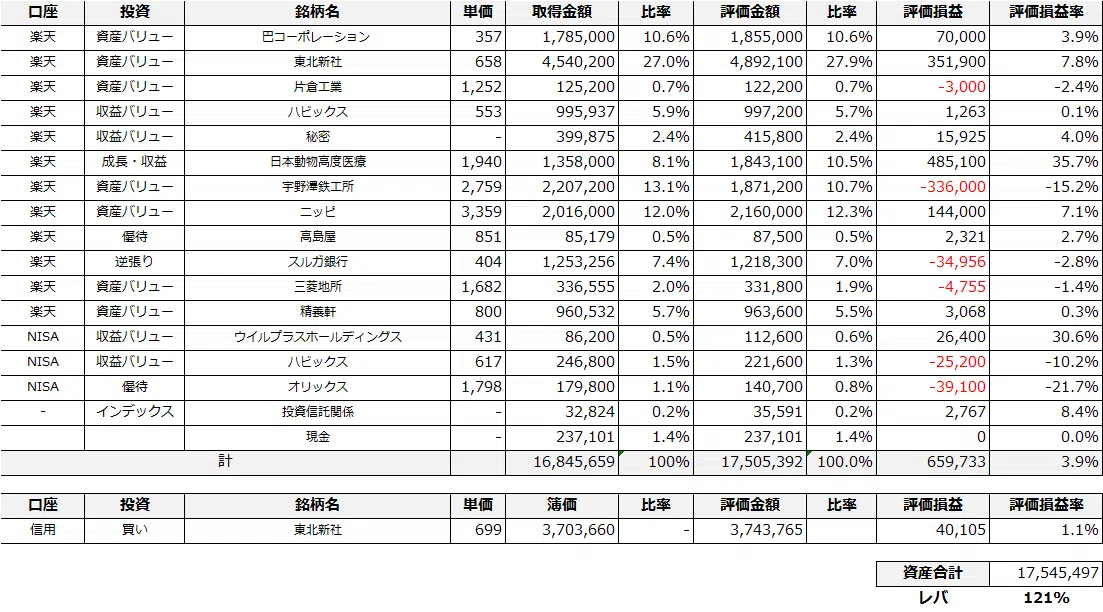 口座 投資 銘柄名 単価 取得金額 比率 評価金額 比率 評価損益 評価損益率
楽天 資産バリュー 巴コーポレーション 357 1,785,000 10.6% 1,855,000 10.6% 70,000 3.9%
楽天 資産バリュー 東北新社 658 4,540,200 27.0% 4,892,100 27.9% 351,900 7.8%
楽天 資産バリュー 片倉工業 1,252 125,200 0.7% 122,200 0.7% -3,000 -2.4%
楽天 収益バリュー ハビックス 553 995,937 5.9% 997,200 5.7% 1,263 0.1%
楽天 収益バリュー 秘密 - 399,875 2.4% 415,800 2.4% 15,925 4.0%
楽天 成長・収益 日本動物高度医療 1,940 1,358,000 8.1% 1,843,100 10.5% 485,100 35.7%
楽天 資産バリュー 宇野澤鉄工所 2,759 2,207,200 13.1% 1,871,200 10.7% -336,000 -15.2%
楽天 資産バリュー ニッピ 3,359 2,016,000 12.0% 2,160,000 12.3% 144,000 7.1%
楽天 優待 高島屋 851 85,179 0.5% 87,500 0.5% 2,321 2.7%
楽天 逆張り スルガ銀行 404 1,253,256 7.4% 1,218,300 7.0% -34,956 -2.8%
楽天 資産バリュー 三菱地所 1,682 336,555 2.0% 331,800 1.9% -4,755 -1.4%
楽天 資産バリュー 精養軒 800 960,532 5.7% 963,600 5.5% 3,068 0.3%
NISA 収益バリュー ウイルプラスホールディングス 431 86,200 0.5% 112,600 0.6% 26,400 30.6%
NISA 収益バリュー ハビックス 617 246,800 1.5% 221,600 1.3% -25,200 -10.2%
NISA 優待 オリックス 1,798 179,800 1.1% 140,700 0.8% -39,100 -21.7%
- インデックス 投資信託関係 - 32,824 0.2% 35,591 0.2% 2,767 8.4%
現金 - 237,101 1.4% 237,101 1.4% 0 0.0%
計 16,845,659 100% 17,505,392 100.0% 659,733 3.9%
口座 投資 銘柄名 単価 簿価 比率 評価金額 比率 評価損益 評価損益率
信用 買い 東北新社 699 3,703,660 - 3,743,765 40,105 1.1%
資産合計 17,545,497
レバ 121%